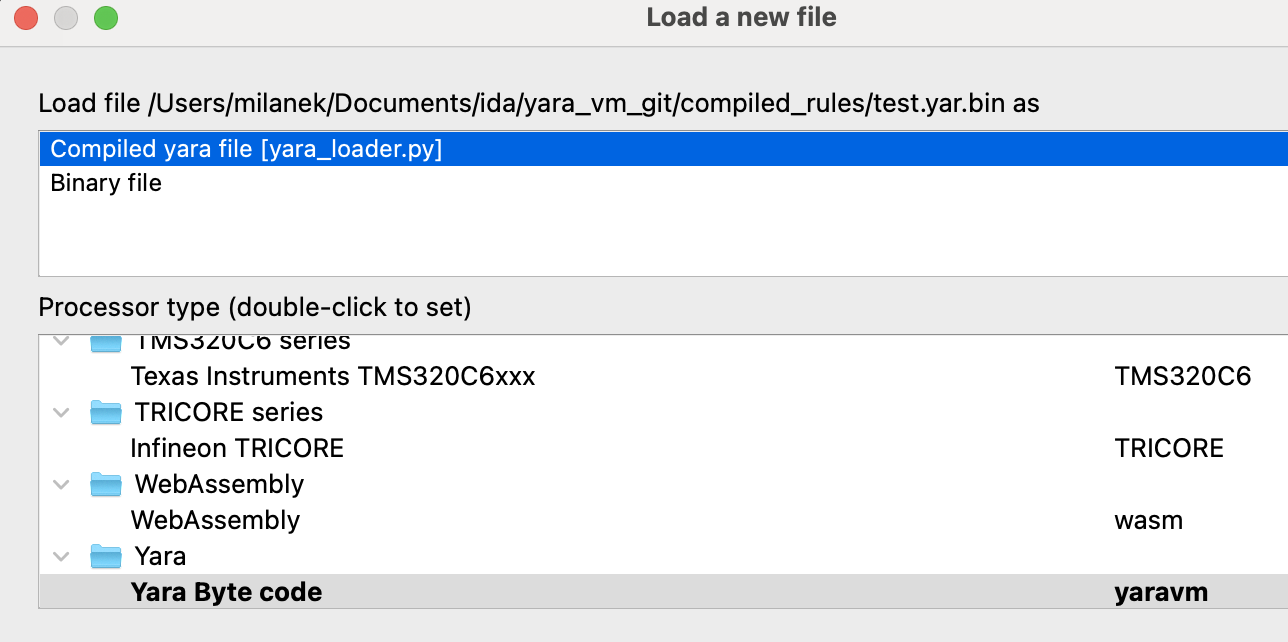 Load a new file
Load file /Users/milanek/Documents/ida/yara_vm_git/compiled_rules/test.yar.bin as
Compiled yara file [yara_loader.py]
Binary file
Processor type (double-click to set)
TMS320C6 series
Texas Instruments TMS320C6xxx TMS320C6
TRICORE series
Infineon TRICORE TRICORE
WebAssembly
WebAssembly wasm
Yara
Yara Byte code yaravm